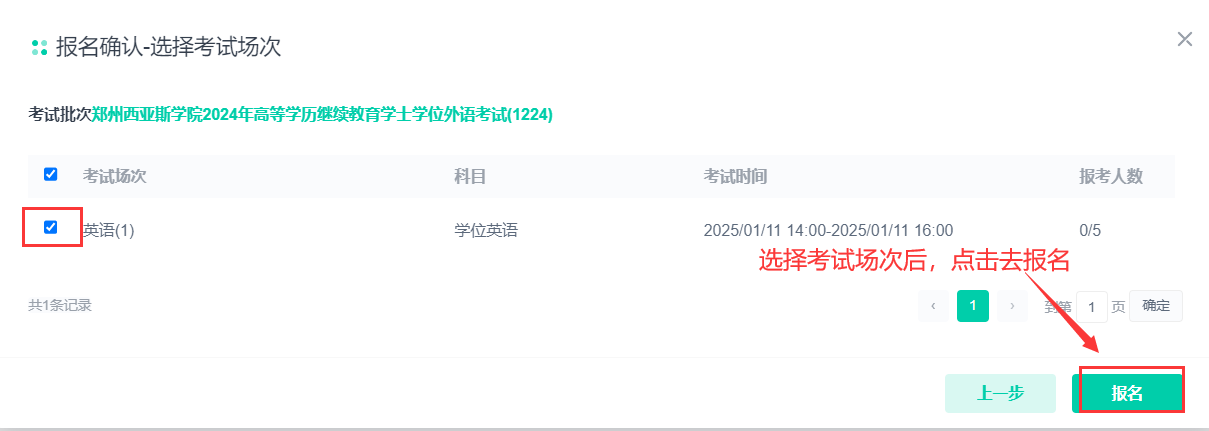 报名确认-选择考试场次
考试批次郑州西亚斯学院2024年高等学历继续教育学士学位外语考试(1224)
考试场次 科目 考试时间 报考人数
英语(1) 学位英语 2025/01/11 14:00-2025/01/11 16:00 0/5
选择考试场次后，点击去报名
共1条记录 ‹ 1 › 到第 1 页 确定
上一步 报名